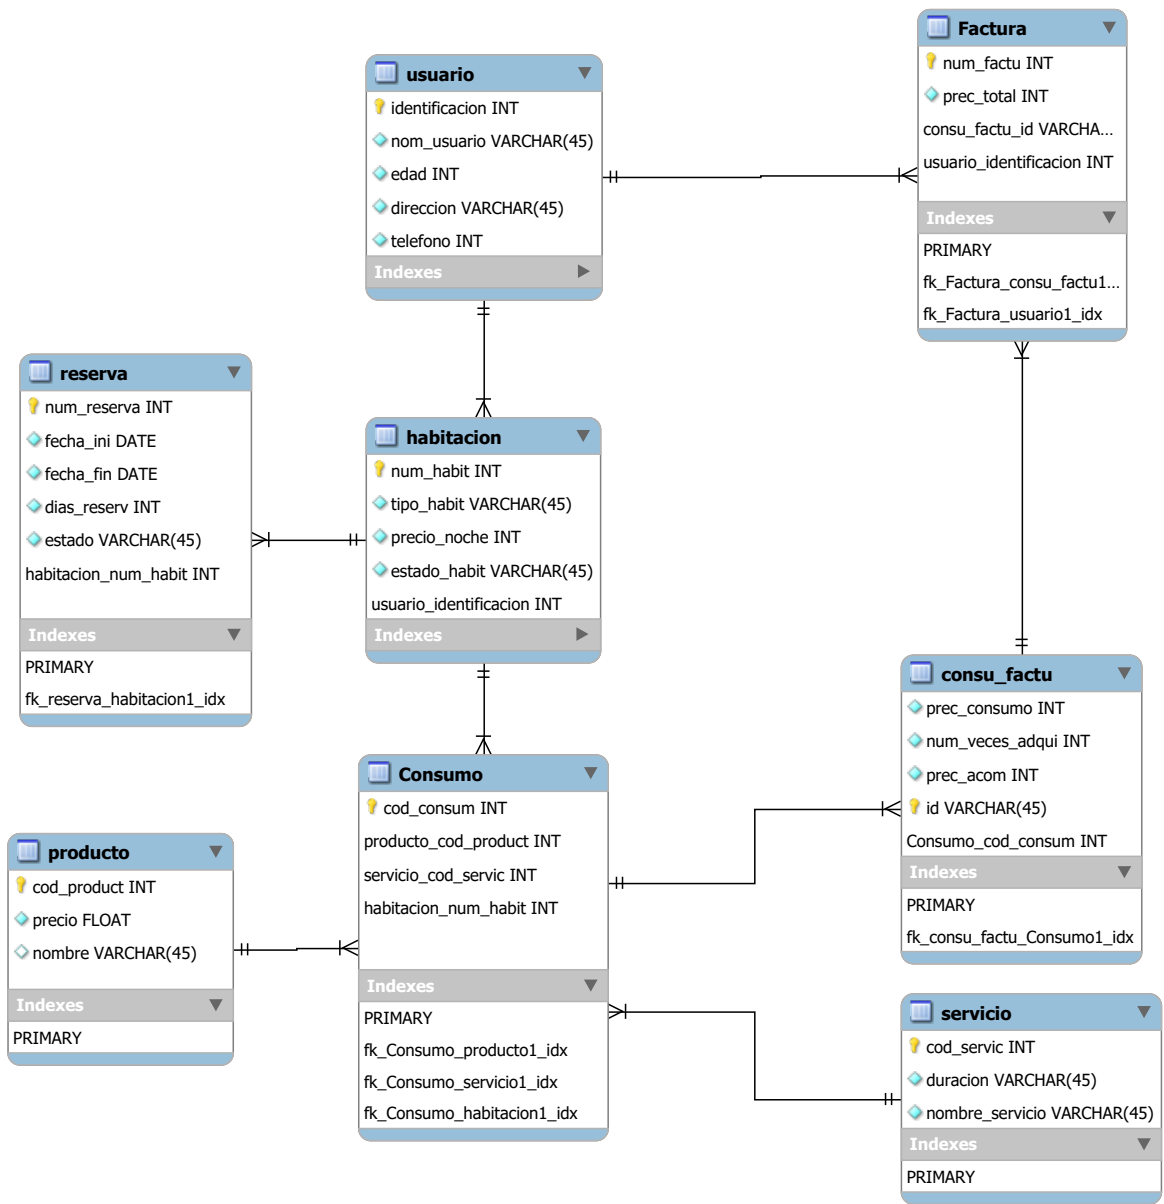 usuario
identificacion INT
nom_usuario VARCHAR(45)
edad INT
direccion VARCHAR(45)
telefono INT
Indexes
Factura
num_factu INT
prec_total INT
consu_factu_id VARCHA...
usuario_identificacion INT
Indexes
PRIMARY
fk_Factura_consu_factu1...
fk_Factura_usuario1_idx
reserva
num_reserva INT
fecha_ini DATE
fecha_fin DATE
dias_reserv INT
estado VARCHAR(45)
habitacion_num_habit INT
Indexes
PRIMARY
fk_reserva_habitacion1_idx
habitacion
num_habit INT
tipo_habit VARCHAR(45)
precio_noche INT
estado_habit VARCHAR(45)
usuario_identificacion INT
Indexes
consu_factu
prec_consumo INT
num_veces_adqui INT
prec_acom INT
id VARCHAR(45)
Consumo_cod_consum INT
Indexes
PRIMARY
fk_consu_factu_Consumo1_idx
Consumo
cod_consum INT
producto_cod_product INT
servicio_cod_servic INT
habitacion_num_habit INT
Indexes
PRIMARY
fk_Consumo_producto1_idx
fk_Consumo_servicio1_idx
fk_Consumo_habitacion1_idx
producto
cod_product INT
precio FLOAT
nombre VARCHAR(45)
Indexes
PRIMARY
servicio
cod_servic INT
duracion VARCHAR(45)
nombre_servicio VARCHAR(45)
Indexes
PRIMARY